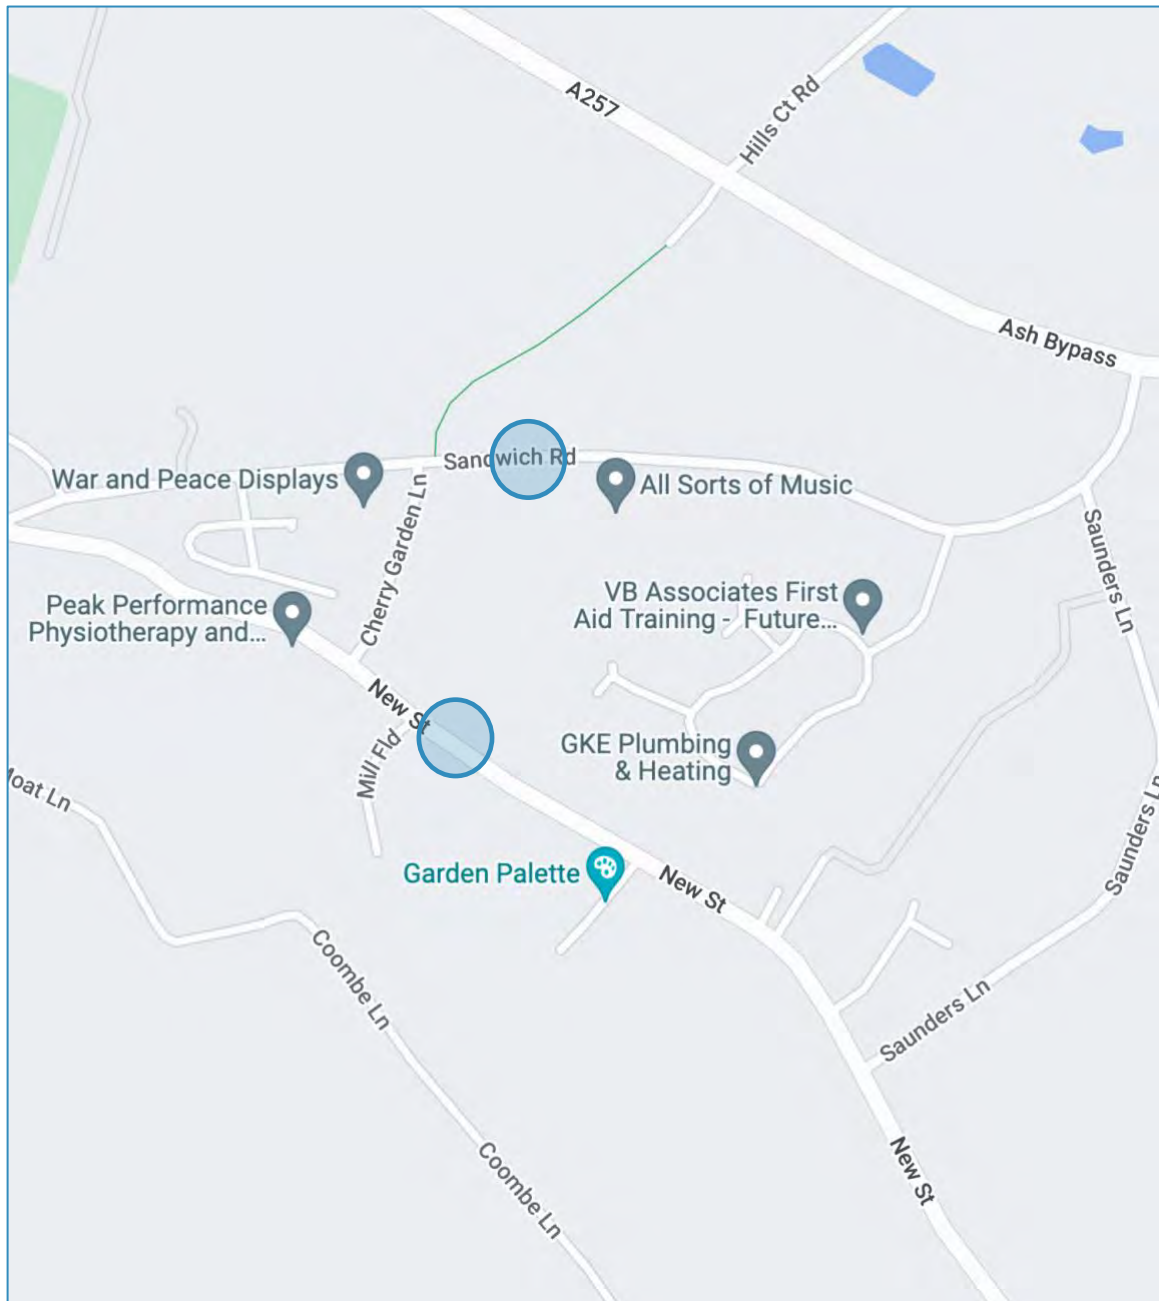 A257
Hills Ct Rd
Ash Bypass
Sandwich Rd
War and Peace Displays
All Sorts of Music
Cherry Garden Ln
Saunders Ln
VB Associates First
Aid Training - Future...
Peak Performance
Physiotherapy and...
New St
Mill Fld
GKE Plumbing
& Heating
Moat Ln
Saunders Ln
Garden Palette
New St
Coombe Ln
Saunders Ln
Coombe Ln
New St